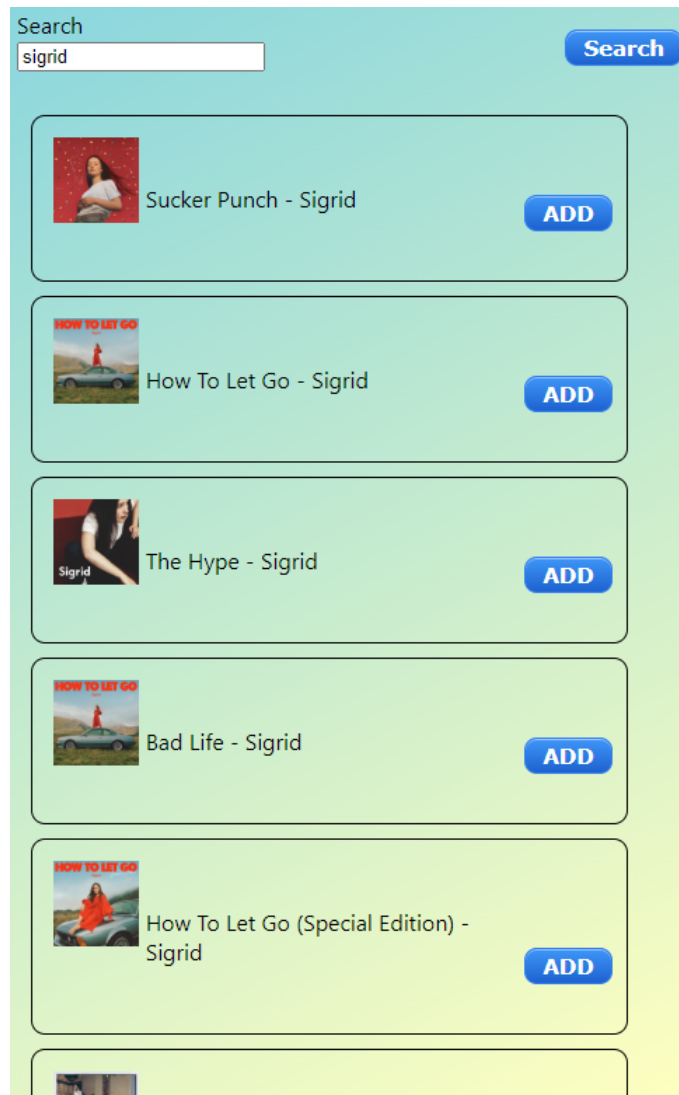 Search
sigrid
Search
Sucker Punch - Sigrid
ADD
HOW TO LET GO
How To Let Go - Sigrid
ADD
Sigrid
The Hype - Sigrid
ADD
HOW TO LET GO
Bad Life - Sigrid
ADD
HOW TO LET GO
How To Let Go (Special Edition) -
Sigrid
ADD